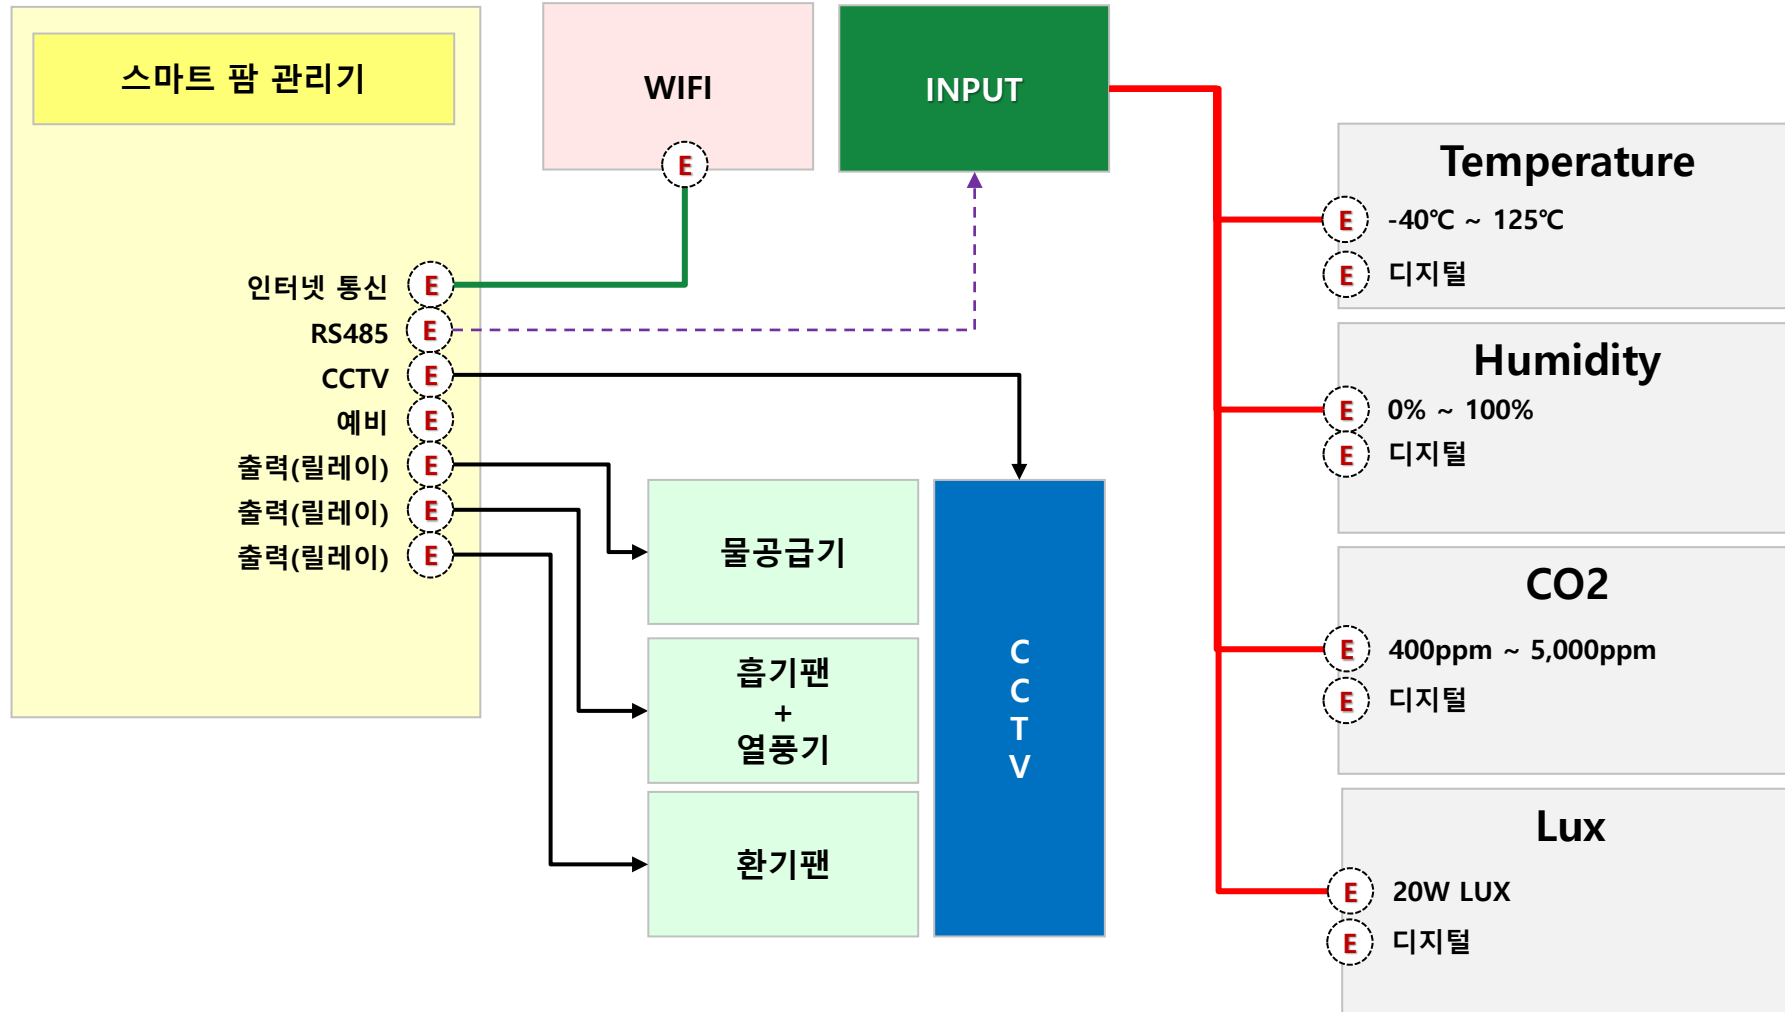 스마트 팜 관리기
인터넷 통신 E
RS485 E
CCTV E
예비 E
출력(릴레이) E
출력(릴레이) E
출력(릴레이) E
WIFI
E
INPUT
물공급기
흡기팬
+
열풍기
환기팬
C
C
T
V
Temperature
E -40℃ ~ 125℃
E 디지털
Humidity
E 0% ~ 100%
E 디지털
CO2
E 400ppm ~ 5,000ppm
E 디지털
Lux
E 20W LUX
E 디지털